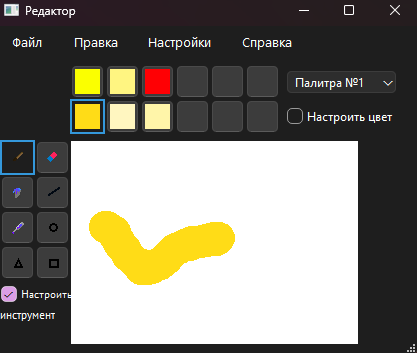 Редактор
Файл Правка Настройки Справка
Палитра №1
Настроить цвет
Настроить
инструмент